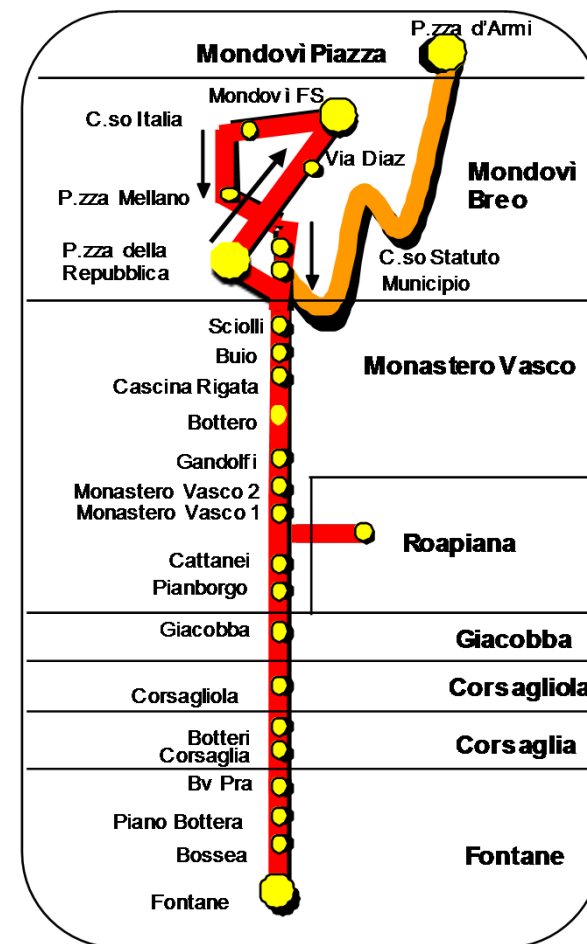 P.zza d'Armi
Mondovì Piazza
Mondovì FS
C.so Italia
Via Diaz
Mondovì
Breo
P.zza Mellano
P.zza della
Repubblica
C.so Statuto
Municipio
Sciolli
Buio
Monastero Vasco
Cascina Rigata
Bottero
Gandolfi
Monastero Vasco 2
Monastero Vasco 1
Roapiana
Cattanei
Pianborgo
Giacobba
Giacobba
Corsagliola
Corsagliola
Botteri
Corsaglia
Corsaglia
Bv Pra
Piano Bottera
Bossea
Fontane
Fontane